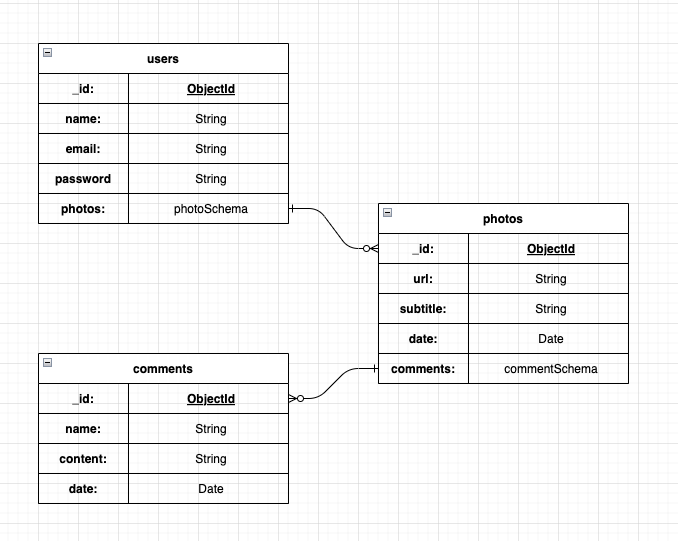 users
_id: ObjectId
name: String
email: String
password String
photos: photoSchema
photos
_id: ObjectId
url: String
subtitle: String
date: Date
comments: commentSchema
comments
_id: ObjectId
name: String
content: String
date: Date